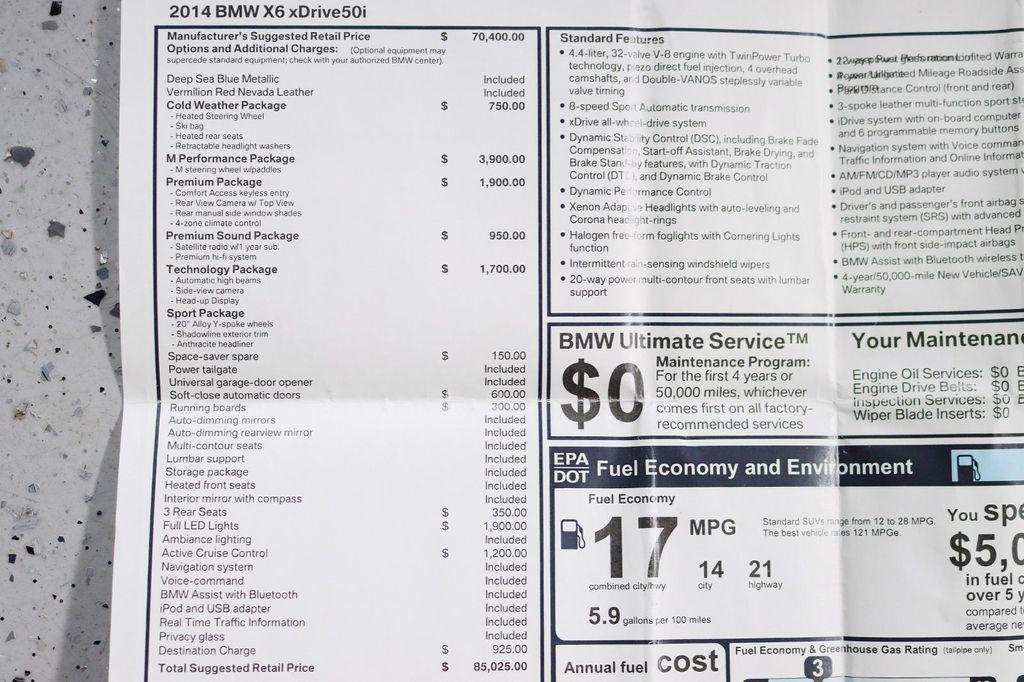 2014 BMW X6 xDrive50i
Manufacturer's Suggested Retail Price $ 70,400.00
Options and Additional Charges: (Optional equipment may
supercede standard equipment; check with your authorized BMW center).
Deep Sea Blue Metallic Included
Vermilion Red Nevada Leather Included
Cold Weather Package $ 750.00
- Heated Steering Wheel
- Ski bag
- Heated rear seats
- Retractable headlight washers
M Performance Package $ 3,900.00
- M steering wheel w/paddles
Premium Package $ 1,900.00
- Comfort Access keyless entry
- Rear View Camera w/ Top View
- Rear manual side window shades
- 4-zone climate control
Premium Sound Package $ 950.00
- Satellite radio w/1 year sub.
- Premium hi-fi system
Technology Package $ 1,700.00
- Automatic high beams
- Side-view camera
- Head-up Display
Sport Package
- 20" Alloy Y-spoke wheels
- Shadowline exterior trim
- Anthracite headliner
Space-saver spare $ 150.00
Power tailgate Included
Universal garage-door opener Included
Soft-close automatic doors $ 600.00
Running boards $ 300.00
Auto-dimming mirrors Included
Auto-dimming rearview mirror Included
Multi-contour seats Included
Lumbar support Included
Storage package Included
Heated front seats Included
Interior mirror with compass Included
3 Rear Seats $ 350.00
Full LED Lights $ 1,900.00
Ambiance lighting Included
Active Cruise Control $ 1,200.00
Navigation system Included
Voice-command Included
BMW Assist with Bluetooth Included
iPod and USB adapter Included
Real Time Traffic Information Included
Privacy glass Included
Destination Charge $ 925.00
Total Suggested Retail Price $ 85,025.00
Standard Features
• 4.4-liter, 32-valve V-8 engine with TwinPower Turbo
technology, piezo direct fuel injection, 4 overhead
camshafts, and Double-VANOS steplessly variable
valve timing
• 8-speed Sport Automatic transmission
• xDrive all-wheel-drive system
• Dynamic Stability Control (DSC), including Brake Fade
Compensation, Start-off Assistant, Brake Drying, and
Brake Stand-by features, with Dynamic Traction
Control (DTC), and Dynamic Brake Control
• Dynamic Performance Control
• Xenon Adaptive Headlights with auto-leveling and
Corona headlight-rings
• Halogen free-form foglights with Cornering Lights
function
• Intermittent rain-sensing windshield wipers
• 20-way power multi-contour front seats with lumbar
support
Limited Warra
Mileage Roadside Ass
Distance Control (front and rear)
• 3-spoke leather multi-function sport st
• iDrive system with on-board computer
and 6 programmable memory buttons
• Navigation system with Voice comman
Traffic Information and Online Informat
• AM/FM/CD/MP3 player audio system
• iPod and USB adapter
• Driver's and passenger's front airbag s
restraint system (SRS) with advanced
• Front- and rear-compartment Head P
(HPS) with front side-impact airbags
• BMW Assist with Bluetooth wireless t
• 4-year/50,000-mile New Vehicle/SAV
Warranty
BMW Ultimate Service™
$0
Maintenance Program:
For the first 4 years or
50,000 miles, whichever
comes first on all factory-
recommended services
Your Maintenanc
Engine Oil Services: $0 B
Engine Drive Belts: $0 E
Inspection Services: $0 B
Wiper Blade Inserts: $0
EPA
DOT Fuel Economy and Environment
Fuel Economy
17 MPG
combined city/hwy
14
city
21
highway
Standard SUVs range from 12 to 28 MPG.
The best vehicle rates 121 MPGe.
5.9 gallons per 100 miles
You spe
$5,0
in fuel c
over 5 y
compared t
average ne
Annual fuel cost
Fuel Economy & Greenhouse Gas Rating (tailpipe only)
3
Sm